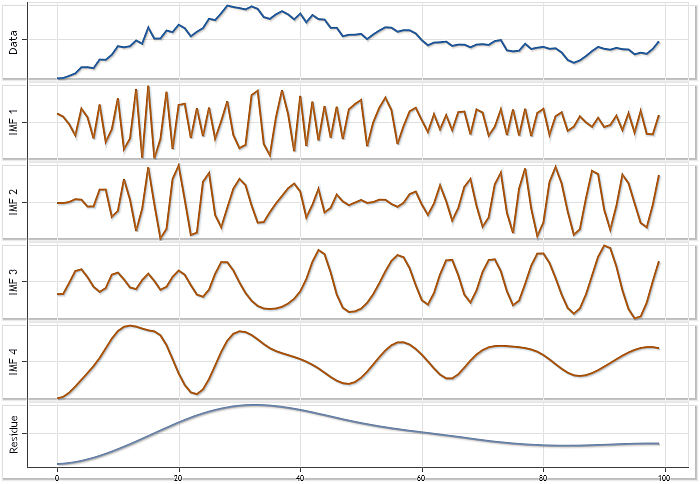 Data
IMF 1
IMF 2
IMF 3
IMF 4
Residue
0 20 40 60 80 100